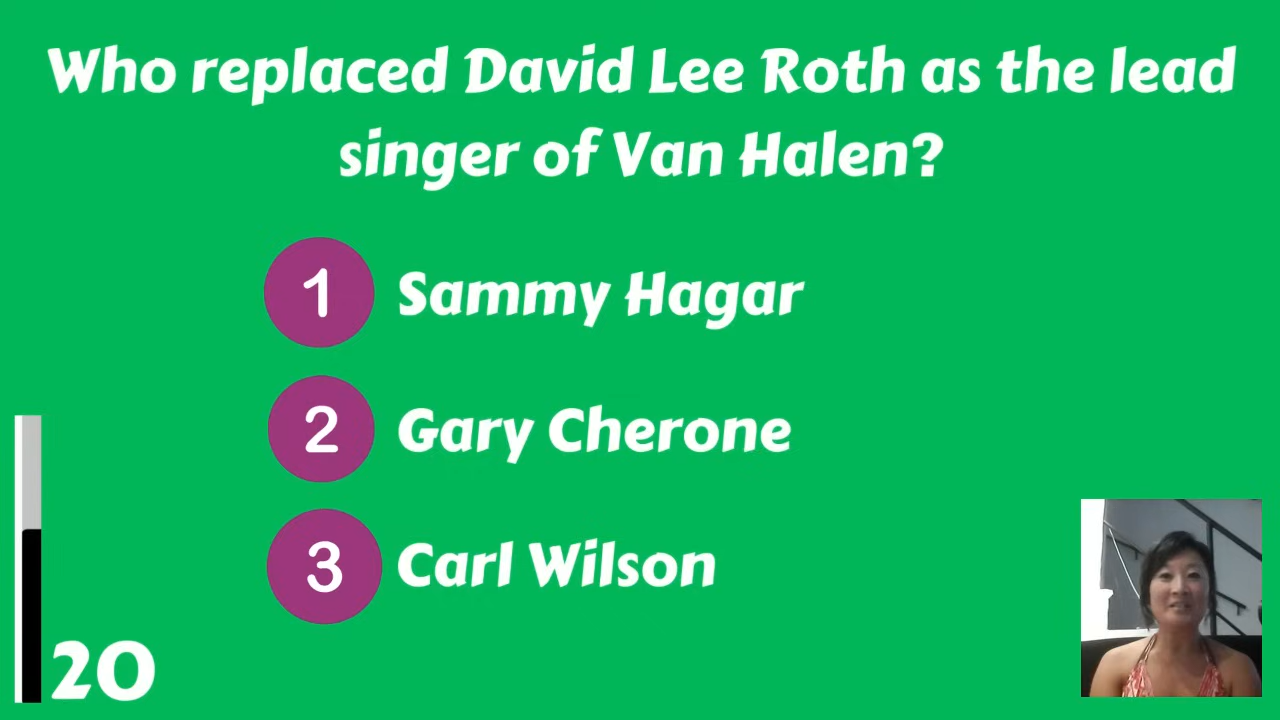 Who replaced David Lee Roth as the lead
singer of Van Halen?
1 Sammy Hagar
2 Gary Cherone
3 Carl Wilson
20